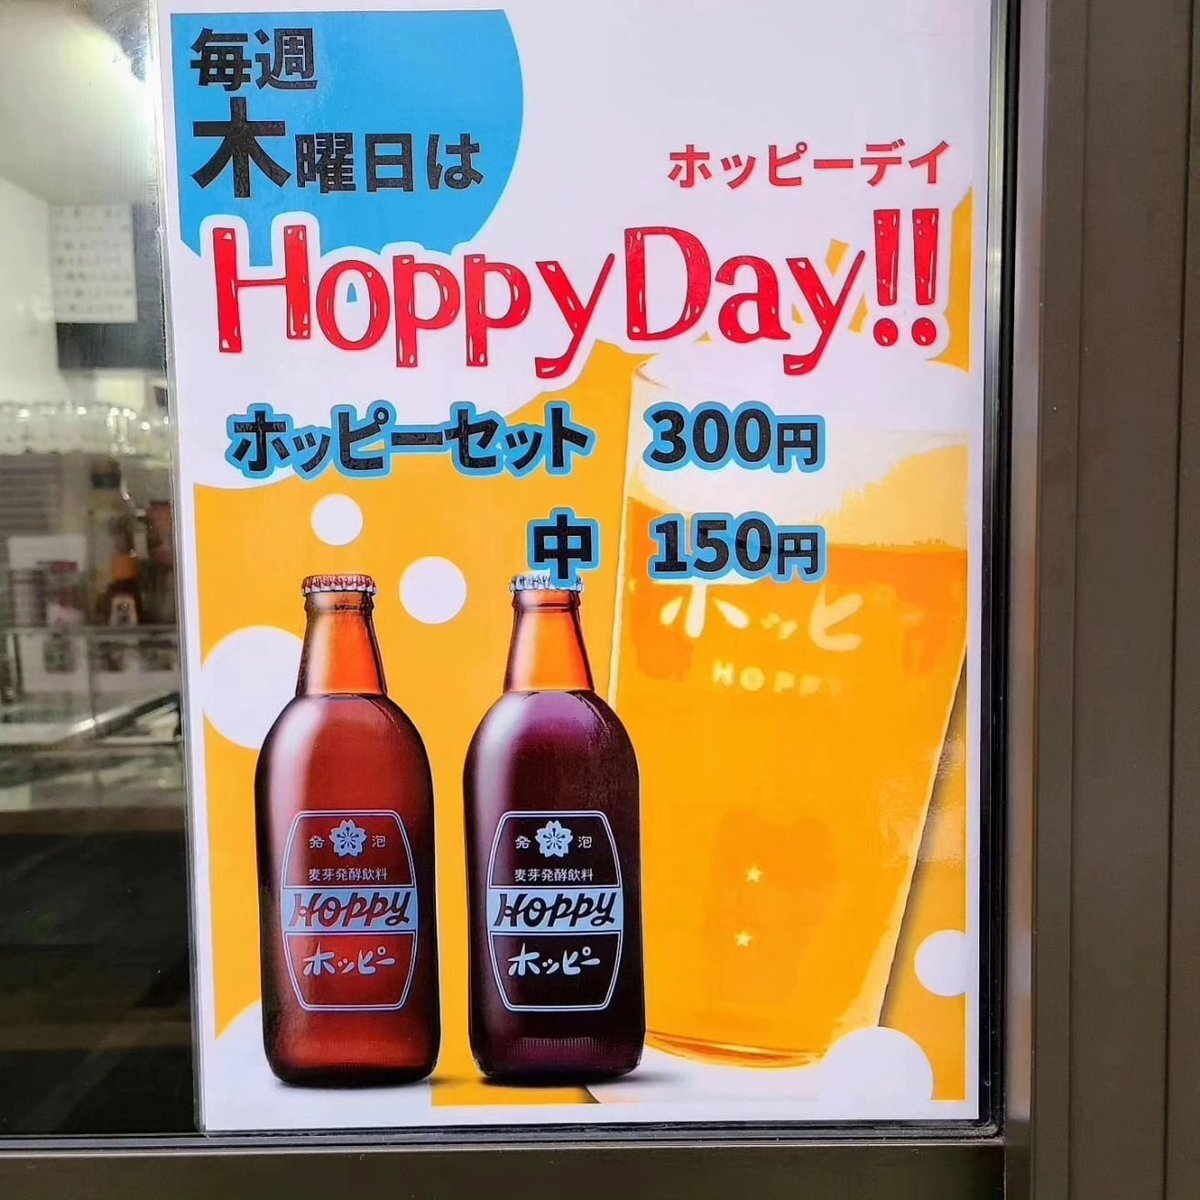 毎週
木曜日は
ホッピーデイ
Hoppy Day!!
ホッピーセット 300円
中 150円
ホッピ
HOPPY
発 泡
麦芽発酵飲料
HOPPY
ホッピー
発 泡
麦芽発酵飲料
HOPPY
ホッピー